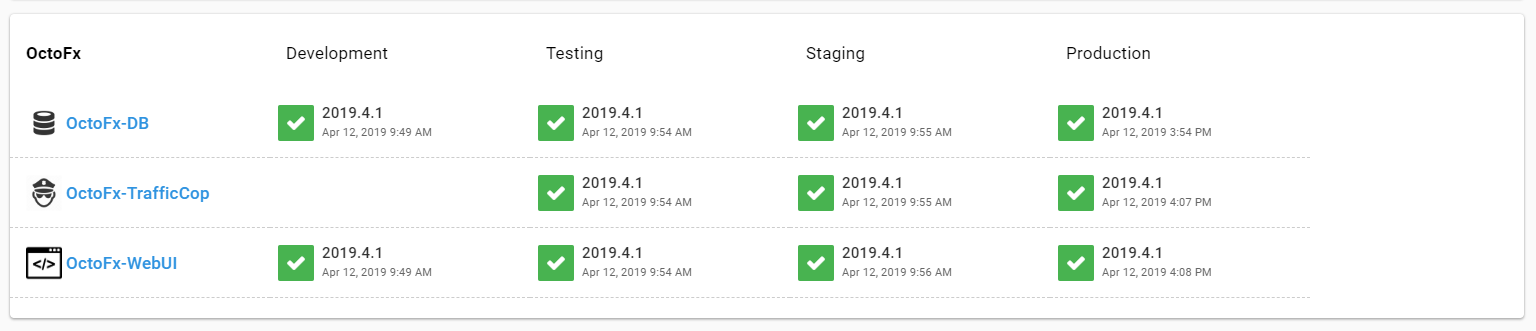 OctoFx Development Testing Staging Production
OctoFx-DB
2019.4.1
Apr 12, 2019 9:49 AM
2019.4.1
Apr 12, 2019 9:54 AM
2019.4.1
Apr 12, 2019 9:55 AM
2019.4.1
Apr 12, 2019 3:54 PM
OctoFx-TrafficCop
2019.4.1
Apr 12, 2019 9:54 AM
2019.4.1
Apr 12, 2019 9:55 AM
2019.4.1
Apr 12, 2019 4:07 PM
</>
OctoFx-WebUI
2019.4.1
Apr 12, 2019 9:49 AM
2019.4.1
Apr 12, 2019 9:54 AM
2019.4.1
Apr 12, 2019 9:56 AM
2019.4.1
Apr 12, 2019 4:08 PM